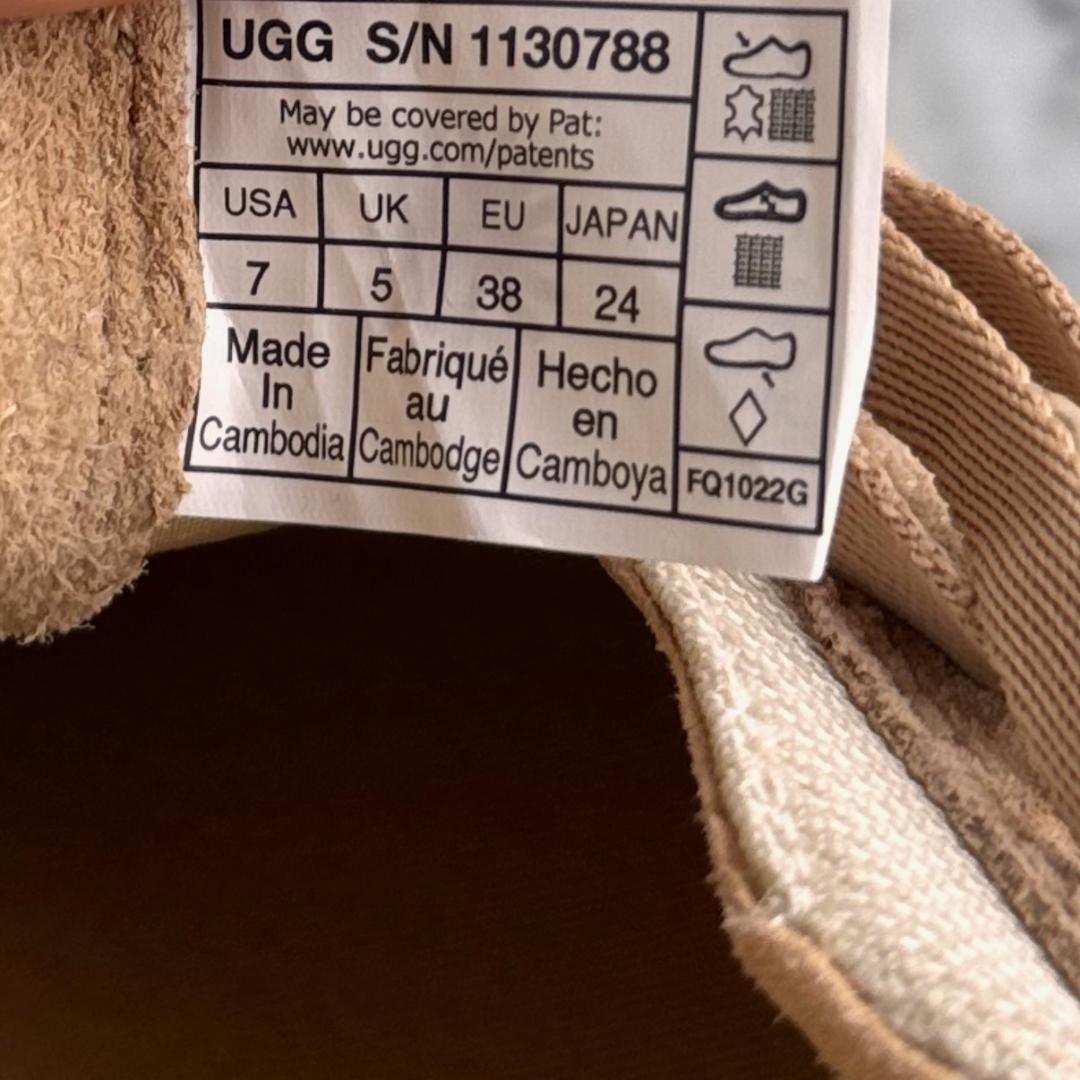 UGG S/N 1130788
May be covered by Pat:
www.ugg.com/patents
USA UK EU JAPAN
7 5 38 24
Made
In
Cambodia
Fabriqué
au
Cambodge
Hecho
en
Camboya
FQ1022G